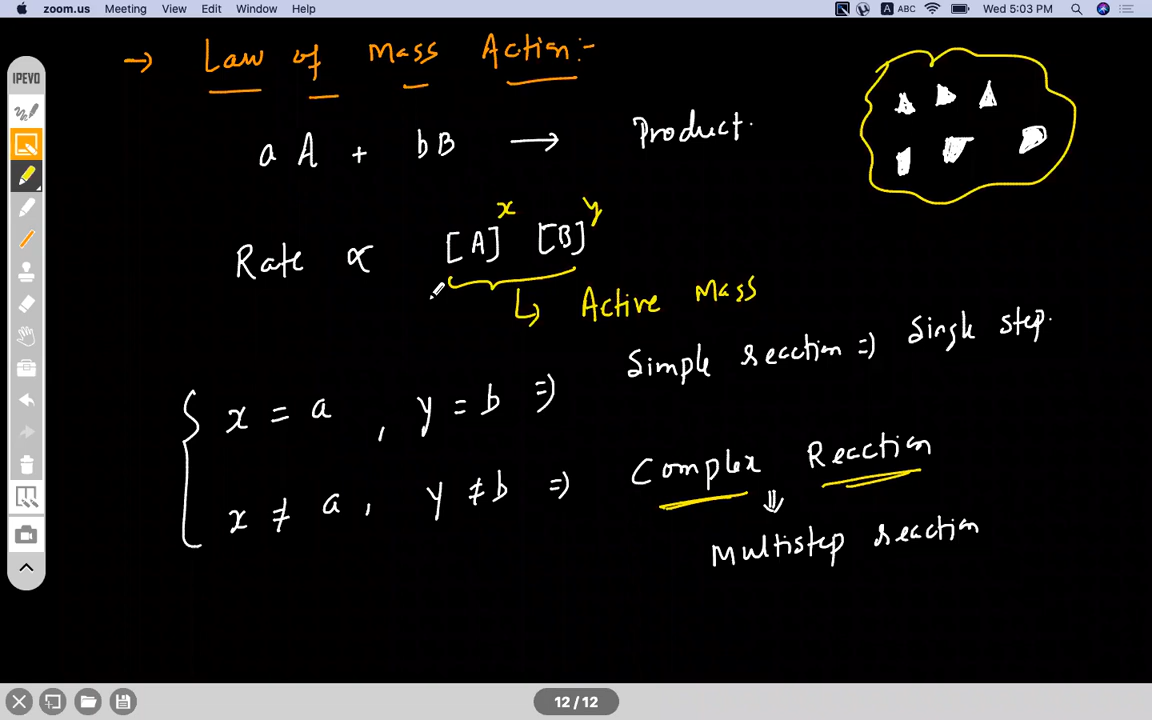 zoom.us Meeting View Edit Window Help A ABC Wed 5:03 PM
IPEVO
→ Law of Mass Action:-
a A + bB → Product.
Rate ∝ [A]^x [B]^y
↳ Active Mass
Simple reaction ⇒ Single step.
x = a , y = b ⇒
x ≠ a , y ≠ b ⇒ Complex Reaction
⇓
Multistep reaction
12 / 12